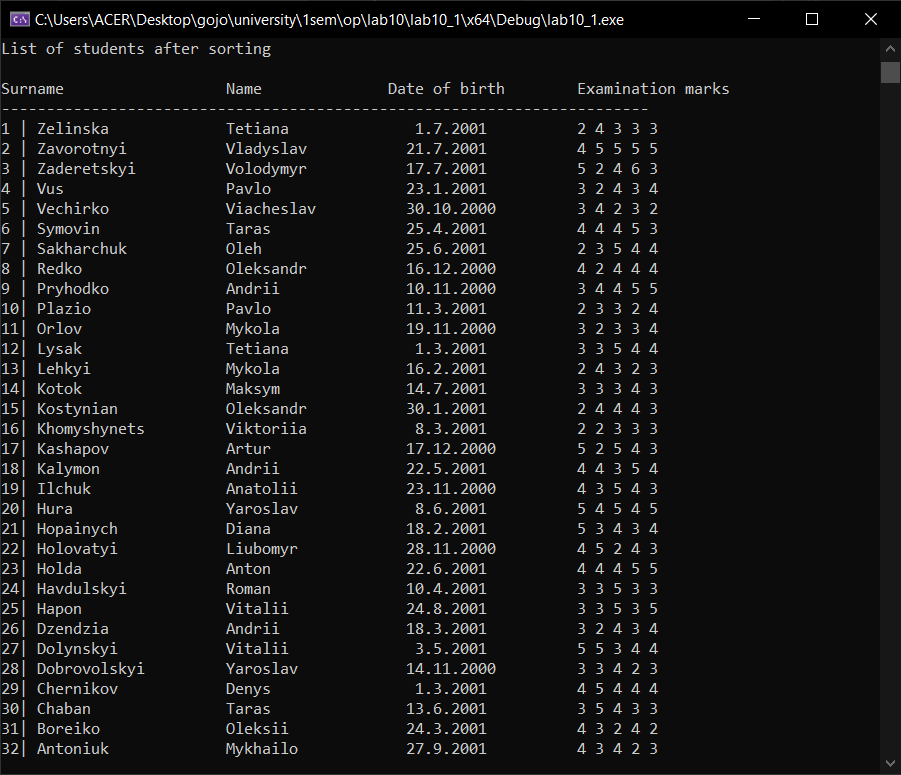 C:\Users\ACER\Desktop\gojo\university\1sem\op\lab10\lab10_1\x64\Debug\lab10_1.exe
List of students after sorting
Surname                  Name              Date of birth        Examination marks
------------------------------------------------------------------------
1 | Zelinska             Tetiana              1.7.2001          2 4 3 3 3
2 | Zavorotnyi           Vladyslav           21.7.2001          4 5 5 5 5
3 | Zaderetskyi          Volodymyr           17.7.2001          5 2 4 6 3
4 | Vus                  Pavlo               23.1.2001          3 2 4 3 4
5 | Vechirko             Viacheslav          30.10.2000         3 4 2 3 2
6 | Symovin              Taras               25.4.2001          4 4 4 5 3
7 | Sakharchuk           Oleh                25.6.2001          2 3 5 4 4
8 | Redko                Oleksandr           16.12.2000         4 2 4 4 4
9 | Pryhodko             Andrii              10.11.2000         3 4 4 5 5
10| Plazio               Pavlo               11.3.2001          2 3 3 2 4
11| Orlov                Mykola              19.11.2000         3 2 3 3 4
12| Lysak                Tetiana              1.3.2001          3 3 5 4 4
13| Lehkyi               Mykola              16.2.2001          2 4 3 2 3
14| Kotok                Maksym              14.7.2001          3 3 3 4 3
15| Kostynian            Oleksandr           30.1.2001          2 4 4 4 3
16| Khomyshynets         Viktoriia            8.3.2001          2 2 3 3 3
17| Kashapov             Artur               17.12.2000         5 2 5 4 3
18| Kalymon              Andrii              22.5.2001          4 4 3 5 4
19| Ilchuk               Anatolii            23.11.2000         4 3 5 4 3
20| Hura                 Yaroslav             8.6.2001          5 4 5 4 5
21| Hopainych            Diana               18.2.2001          5 3 4 3 4
22| Holovatyi            Liubomyr            28.11.2000         4 5 2 4 3
23| Holda                Anton               22.6.2001          4 4 4 5 5
24| Havdulskyi           Roman               10.4.2001          3 3 5 3 3
25| Hapon                Vitalii             24.8.2001          3 3 5 3 5
26| Dzendzia             Andrii              18.3.2001          3 2 4 3 4
27| Dolynskyi            Vitalii              3.5.2001          5 5 3 4 4
28| Dobrovolskyi         Yaroslav            14.11.2000         3 3 4 2 3
29| Chernikov            Denys                1.3.2001          4 5 4 4 4
30| Chaban               Taras               13.6.2001          3 5 4 3 3
31| Boreiko              Oleksii             24.3.2001          4 3 2 4 2
32| Antoniuk             Mykhailo            27.9.2001          4 3 4 2 3